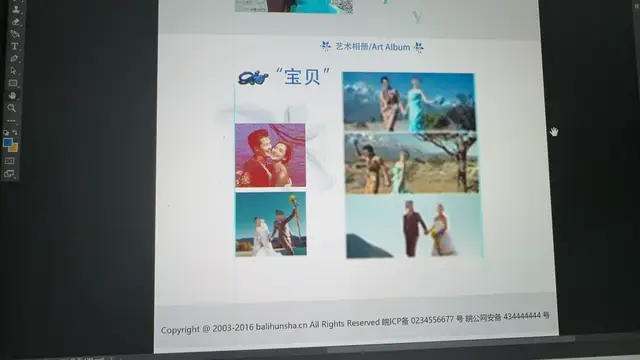 Y
艺术相册/Art Album
“宝贝”
Copyright @ 2003-2016 balihunsha.cn All Rights Reserved 皖ICP备 0234556677 号 皖公网安备 434444444 号